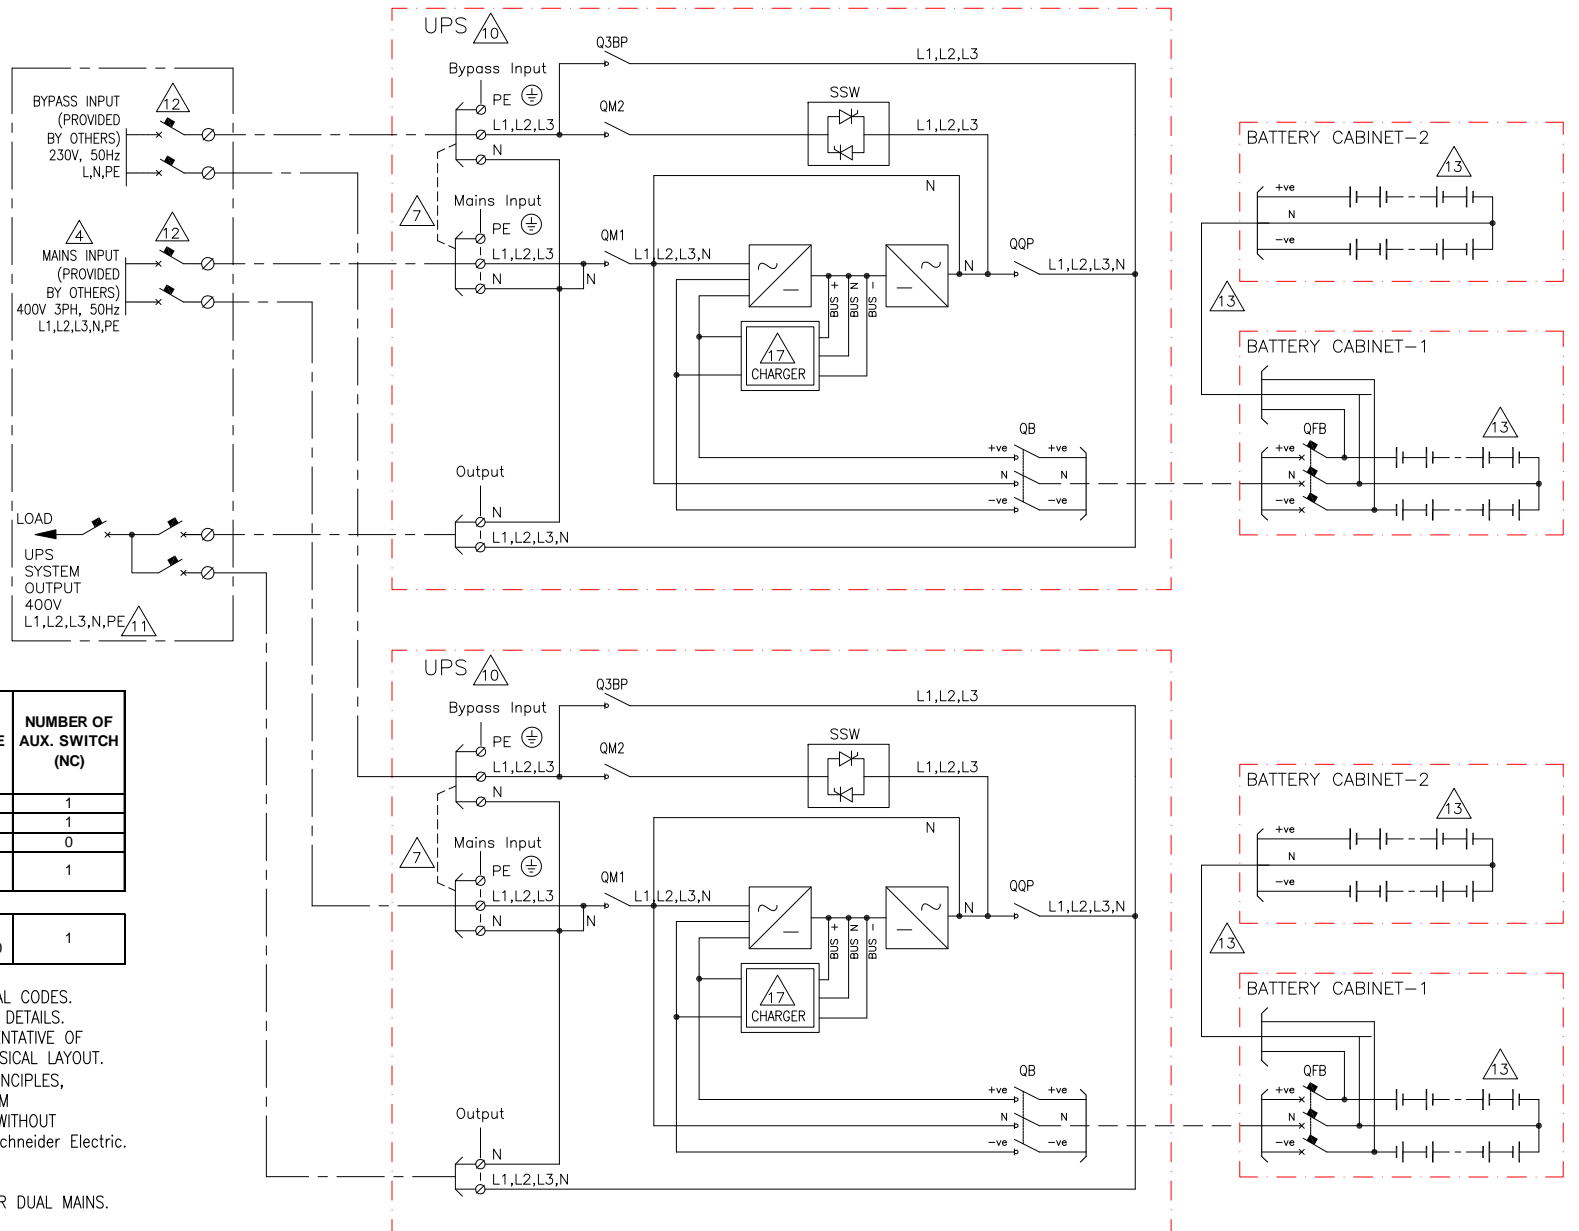 BYPASS INPUT
(PROVIDED
BY OTHERS)
230V, 50Hz
L,N,PE
12
4
12
MAINS INPUT
(PROVIDED
BY OTHERS)
400V 3PH, 50Hz
L1,L2,L3,N,PE
LOAD
UPS
SYSTEM
OUTPUT
400V
L1,L2,L3,N,PE
11
UPS
10
Bypass Input
PE
L1,L2,L3
N
Q3BP
L1,L2,L3
QM2
SSW
L1,L2,L3
N
7
Mains Input
PE
L1,L2,L3
N
N
QM1
L1,L2,L3,N
BUS +
BUS N
BUS -
N
QQP
L1,L2,L3,N
17
CHARGER
QB
+ve
+ve
N
N
-ve
-ve
Output
N
L1,L2,L3,N
BATTERY CABINET-2
13
+ve
N
-ve
13
BATTERY CABINET-1
QFB
13
+ve
N
-ve
UPS
10
Bypass Input
PE
L1,L2,L3
N
Q3BP
L1,L2,L3
QM2
SSW
L1,L2,L3
N
7
Mains Input
PE
L1,L2,L3
N
N
QM1
L1,L2,L3,N
BUS +
BUS N
BUS -
N
QQP
L1,L2,L3,N
17
CHARGER
QB
+ve
+ve
N
N
-ve
-ve
Output
N
L1,L2,L3,N
BATTERY CABINET-2
13
+ve
N
-ve
13
BATTERY CABINET-1
QFB
13
+ve
N
-ve
E
NUMBER OF
AUX. SWITCH
(NC)
1
1
0
1
1
AL CODES.
DETAILS.
ENTATIVE OF
SICAL LAYOUT.
INCIPLES,
M
WITHOUT
chneider Electric.
R DUAL MAINS.